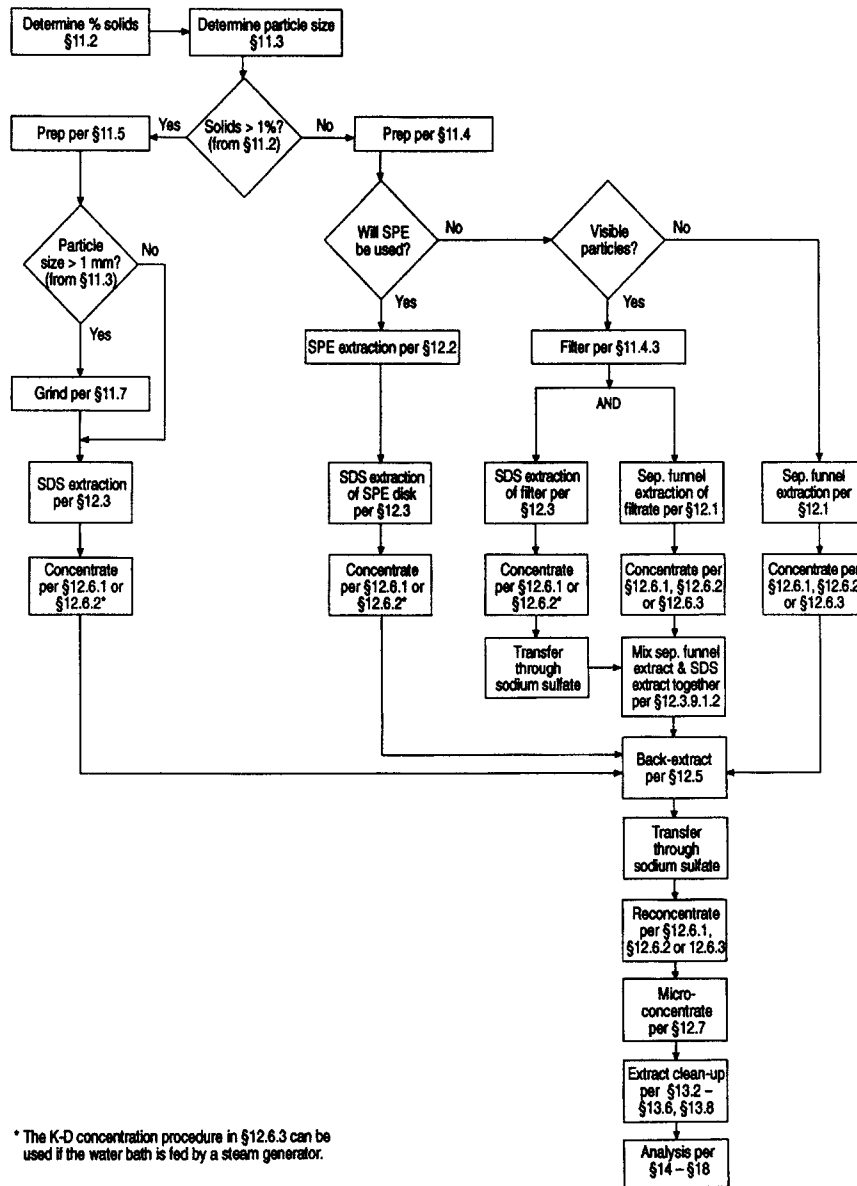 Determine % solids
§11.2
Determine particle size
§11.3
Solids > 1%?
(from §11.2)
Yes
No
Prep per §11.5
Prep per §11.4
Particle
size > 1 mm?
(from §11.3)
No
Yes
Will SPE
be used?
No
Yes
Visible
particles?
No
Yes
Grind per §11.7
SPE extraction per §12.2
Filter per §11.4.3
AND
SDS extraction
per §12.3
SDS extraction
of SPE disk
per §12.3
SDS extraction
of filter per
§12.3
Sep. funnel
extraction of
filtrate per §12.1
Sep. funnel
extraction per
§12.1
Concentrate
per §12.6.1 or
§12.6.2*
Concentrate
per §12.6.1 or
§12.6.2*
Concentrate
per §12.6.1 or
§12.6.2*
Concentrate per
§12.6.1, §12.6.2
or §12.6.3
Concentrate per
§12.6.1, §12.6.2
or §12.6.3
Transfer
through
sodium sulfate
Mix sep. funnel
extract & SDS
extract together
per §12.3.9.1.2
Back-extract
per §12.5
Transfer
through
sodium sulfate
Reconcentrate
per §12.6.1,
§12.6.2 or 12.6.3
Micro-
concentrate
per §12.7
Extract clean-up
per §13.2 –
§13.6, §13.8
Analysis per
§14 – §18
* The K-D concentration procedure in §12.6.3 can be
used if the water bath is fed by a steam generator.